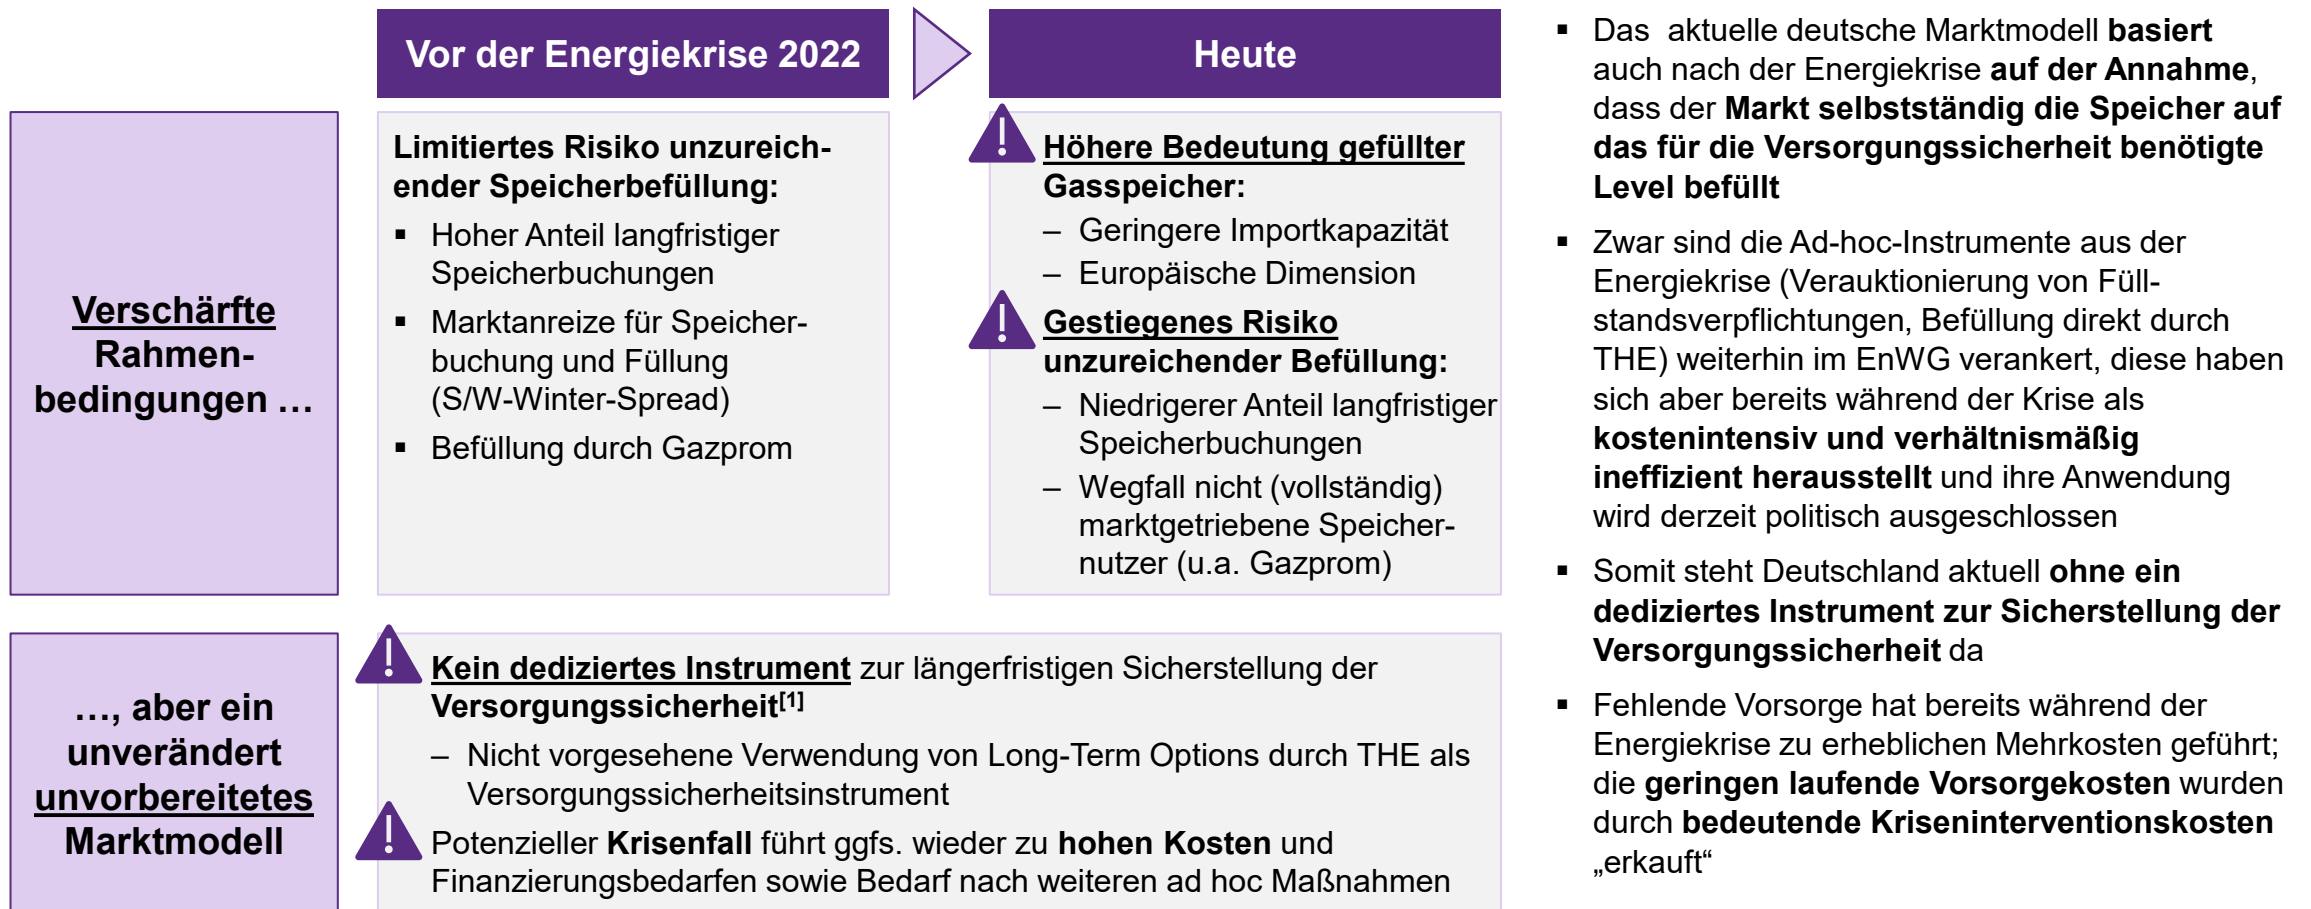 Vor der Energiekrise 2022
Heute
Verschärfte
Rahmen-
bedingungen …
Limitiertes Risiko unzureich-
ender Speicherbefüllung:
▪ Hoher Anteil langfristiger
Speicherbuchungen
▪ Marktanreize für Speicher-
buchung und Füllung
(S/W-Winter-Spread)
▪ Befüllung durch Gazprom
Höhere Bedeutung gefüllter
Gasspeicher:
– Geringere Importkapazität
– Europäische Dimension
Gestiegenes Risiko
unzureichender Befüllung:
– Niedrigerer Anteil langfristiger
Speicherbuchungen
– Wegfall nicht (vollständig)
marktgetriebene Speicher-
nutzer (u.a. Gazprom)
…, aber ein
unverändert
unvorbereitetes
Marktmodell
Kein dediziertes Instrument zur längerfristigen Sicherstellung der
Versorgungssicherheit[1]
– Nicht vorgesehene Verwendung von Long-Term Options durch THE als
Versorgungssicherheitsinstrument
Potenzieller Krisenfall führt ggfs. wieder zu hohen Kosten und
Finanzierungsbedarfen sowie Bedarf nach weiteren ad hoc Maßnahmen
▪ Das aktuelle deutsche Marktmodell basiert
auch nach der Energiekrise auf der Annahme,
dass der Markt selbstständig die Speicher auf
das für die Versorgungssicherheit benötigte
Level befüllt
▪ Zwar sind die Ad-hoc-Instrumente aus der
Energiekrise (Verauktionierung von Füll-
standsverpflichtungen, Befüllung direkt durch
THE) weiterhin im EnWG verankert, diese haben
sich aber bereits während der Krise als
kostenintensiv und verhältnismäßig
ineffizient herausstellt und ihre Anwendung
wird derzeit politisch ausgeschlossen
▪ Somit steht Deutschland aktuell ohne ein
dediziertes Instrument zur Sicherstellung der
Versorgungssicherheit da
▪ Fehlende Vorsorge hat bereits während der
Energiekrise zu erheblichen Mehrkosten geführt;
die geringen laufende Vorsorgekosten wurden
durch bedeutende Kriseninterventionskosten
„erkauft“